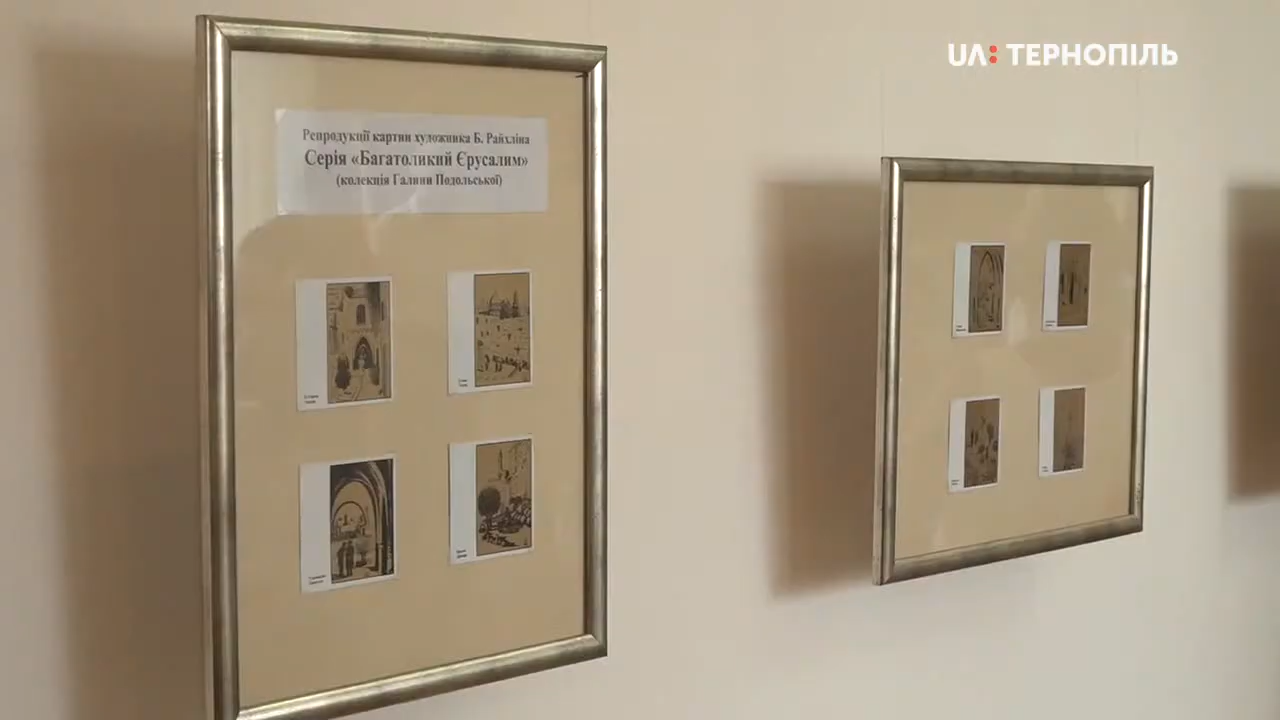 UA: ТЕРНОПІЛЬ
Репродукції картин художника Б. Райхліна
Серія «Багатоликий Єрусалим»
(колекція Галини Подольської)